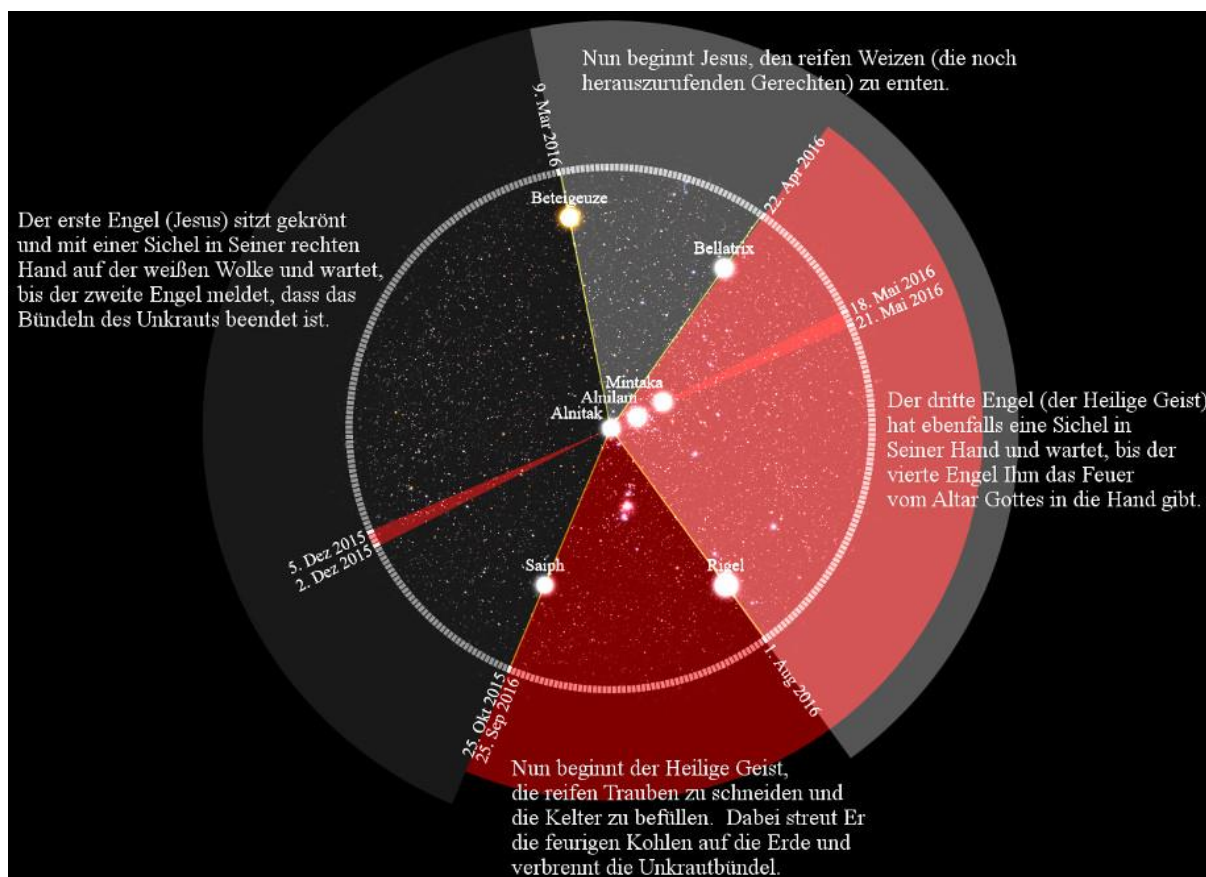 Nun beginnt Jesus, den reifen Weizen (die noch
herauszurufenden Gerechten) zu ernten.
9. Mar 2016
22. Apr 2016
Beteigeuze
Bellatrix
Der erste Engel (Jesus) sitzt gekrönt
und mit einer Sichel in Seiner rechten
Hand auf der weißen Wolke und wartet,
bis der zweite Engel meldet, dass das
Bündeln des Unkrauts beendet ist.
18. Mai 2016
21. Mai 2016
Mintaka
Alnilam
Alnitak
Der dritte Engel (der Heilige Geist)
hat ebenfalls eine Sichel in
Seiner Hand und wartet, bis der
vierte Engel Ihm das Feuer
vom Altar Gottes in die Hand gibt.
5. Dez 2015
2. Dez 2015
Saiph
Rigel
25. Okt 2015
25. Sep 2016
1. Aug 2016
Nun beginnt der Heilige Geist,
die reifen Trauben zu schneiden und
die Kelter zu befüllen. Dabei streut Er
die feurigen Kohlen auf die Erde und
verbrennt die Unkrautbündel.